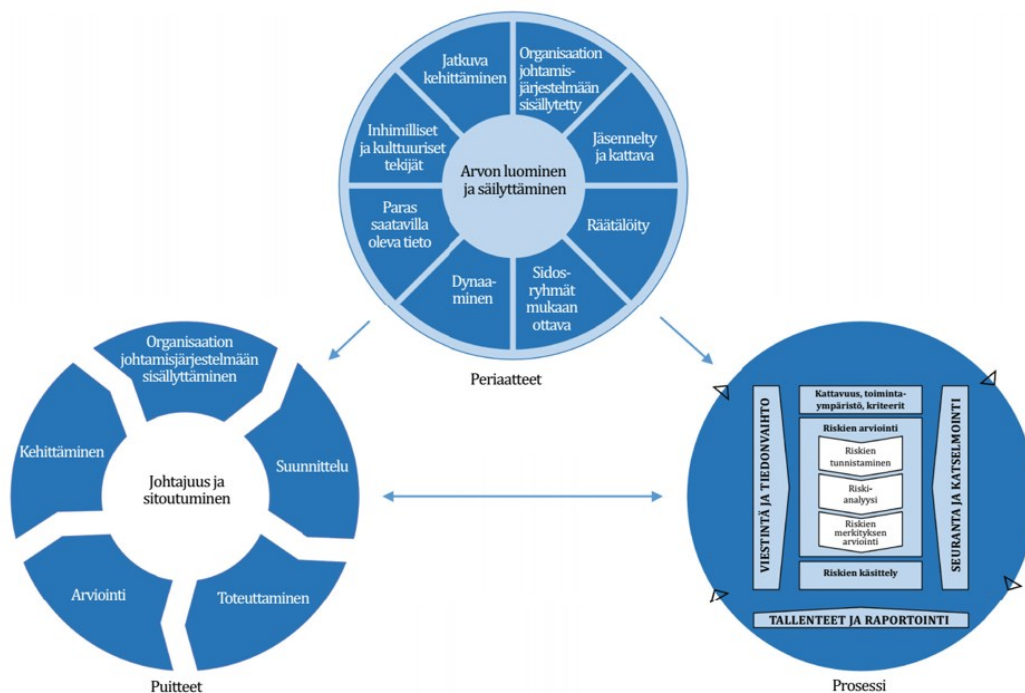 Jatkuva
kehittäminen
Organisaation
johtamis-
järjestelmään
sisällytetty
Inhimilliset
ja kulttuuriset
tekijät
Jäsennelty
ja kattava
Arvon luominen
ja säilyttäminen
Paras
saatavilla
oleva tieto
Räätälöity
Dynaa-
minen
Sidos-
ryhmät
mukaan
ottava
Periaatteet
Organisaation
johtamisjärjestelmään
sisällyttäminen
Kehittäminen
Suunnittelu
Johtajuus ja
sitoutuminen
Arviointi
Toteuttaminen
Puitteet
VIESTINTÄ JA TIEDONVAIHTO
Kattavuus, toiminta-
ympäristö, kriteerit
Riskien arviointi
Riskien
tunnistaminen
Riski-
analyysi
Riskien
merkityksen
arviointi
Riskien käsittely
SEURANTA JA KATSELMOINTI
TALLENTEET JA RAPORTOINTI
Prosessi